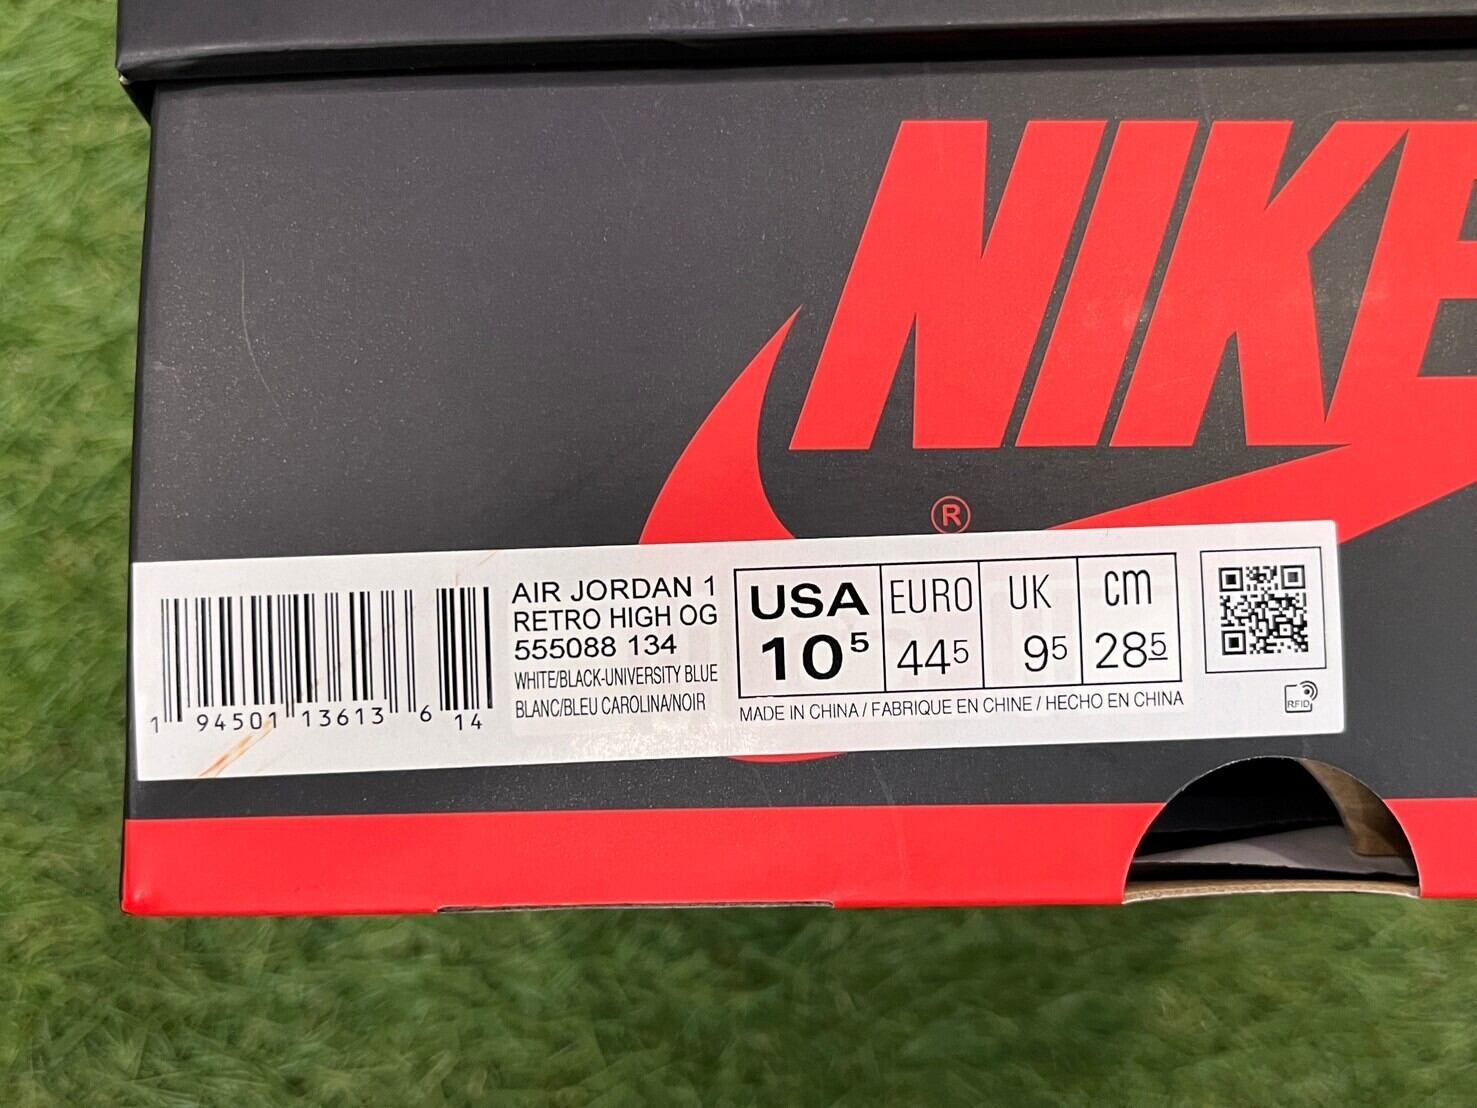 NIKE
®
AIR JORDAN 1
RETRO HIGH OG
555088 134
WHITE/BLACK-UNIVERSITY BLUE
BLANC/BLEU CAROLINA/NOIR
1 94501 13613 6 14
USA EURO UK cm
10⁵ 44⁵ 9⁵ 28⁵
MADE IN CHINA / FABRIQUE EN CHINE / HECHO EN CHINA
RFID